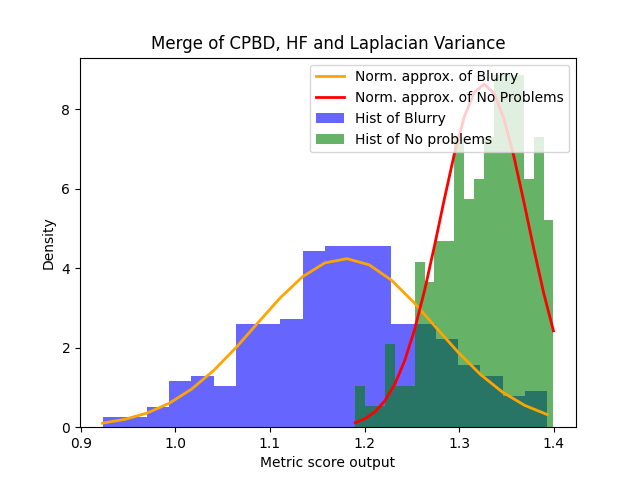 Merge of CPBD, HF and Laplacian Variance
Norm. approx. of Blurry
Norm. approx. of No Problems
Hist of Blurry
Hist of No problems
Density
8
6
4
2
0
0.9 1.0 1.1 1.2 1.3 1.4
Metric score output